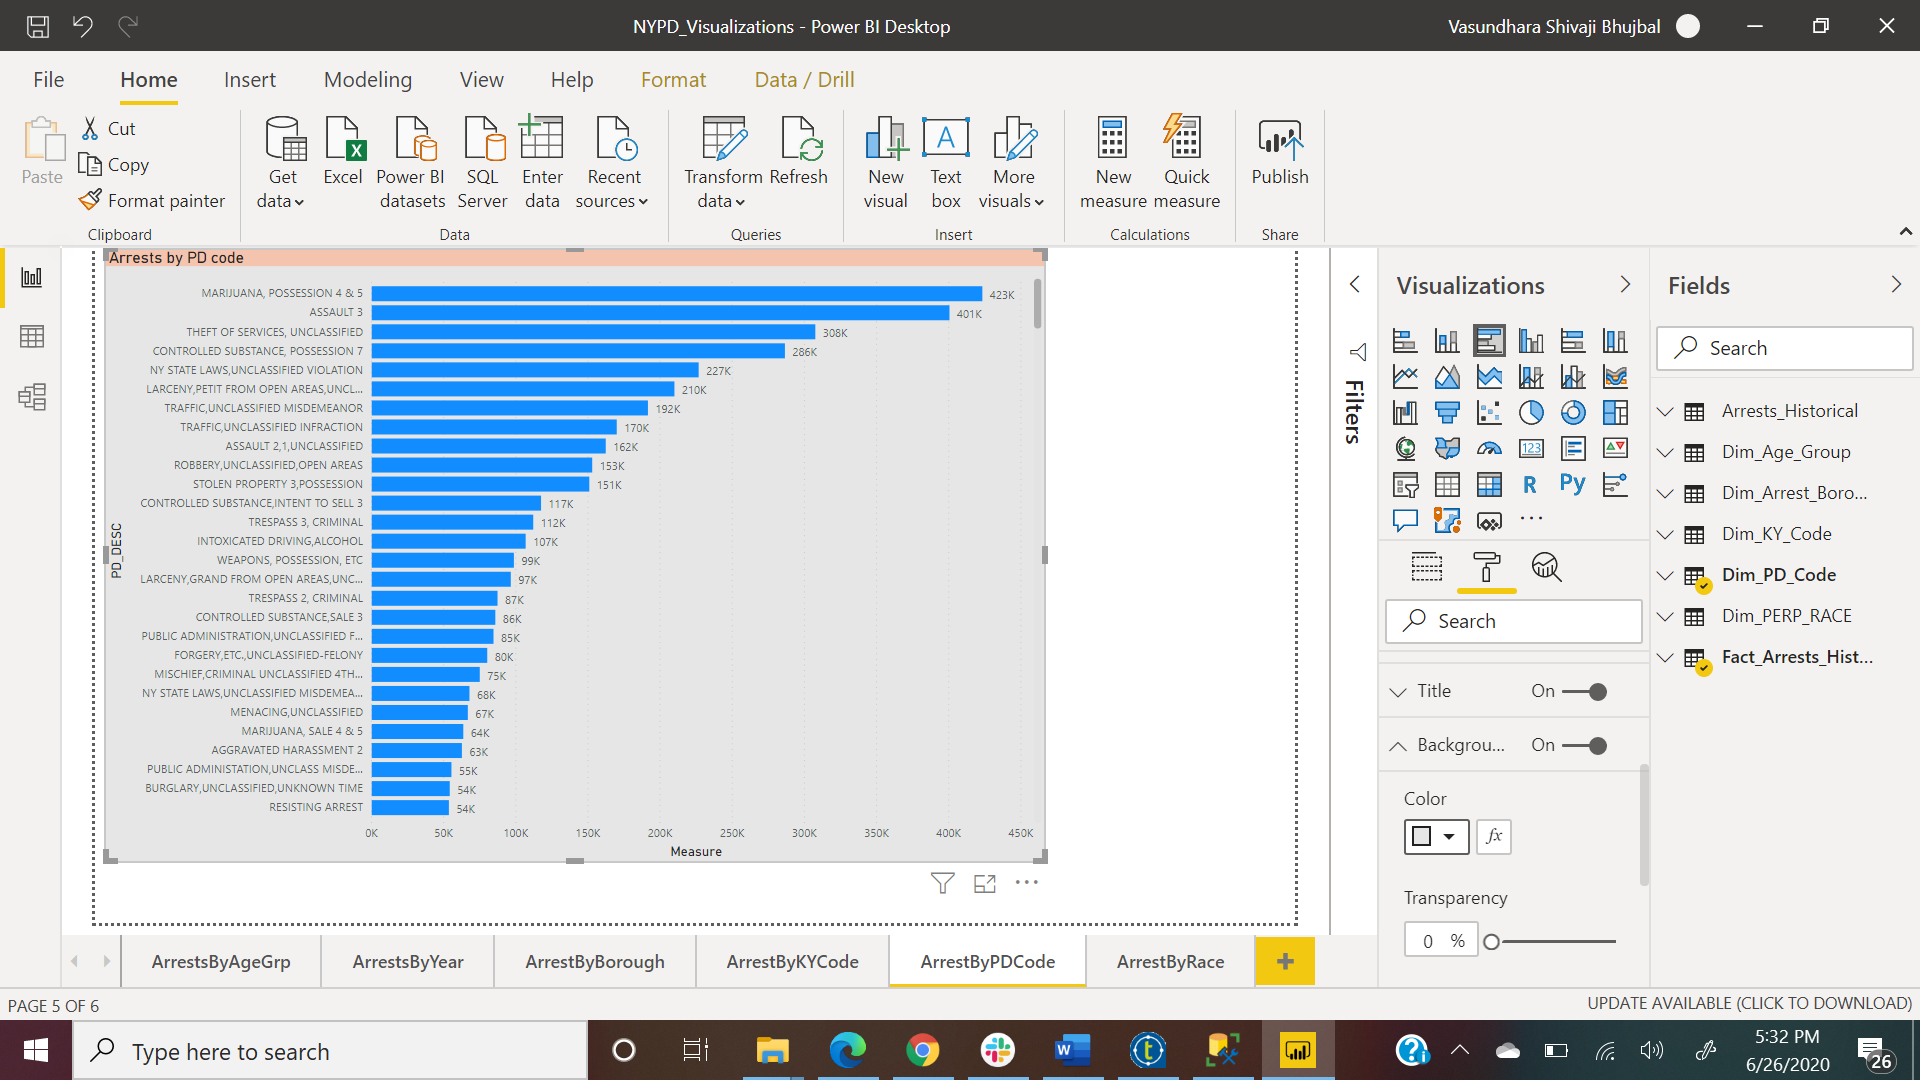 NYPD_Visualizations - Power BI Desktop
Vasundhara Shivaji Bhujbal
File
Home
Insert
Modeling
View
Help
Format
Data / Drill
Paste
Cut
Copy
Format painter
Clipboard
Get data
Excel
Power BI datasets
SQL Server
Enter data
Recent sources
Data
Transform data
Refresh
Queries
New visual
A
Text box
More visuals
Insert
New measure
Quick measure
Calculations
Publish
Share
Arrests by PD code
PD_DESC
MARIJUANA, POSSESSION 4 & 5 423K
ASSAULT 3 401K
THEFT OF SERVICES, UNCLASSIFIED 308K
CONTROLLED SUBSTANCE, POSSESSION 7 286K
NY STATE LAWS,UNCLASSIFIED VIOLATION 227K
LARCENY,PETIT FROM OPEN AREAS,UNCL... 210K
TRAFFIC,UNCLASSIFIED MISDEMEANOR 192K
TRAFFIC,UNCLASSIFIED INFRACTION 170K
ASSAULT 2,1,UNCLASSIFIED 162K
ROBBERY,UNCLASSIFIED,OPEN AREAS 153K
STOLEN PROPERTY 3,POSSESSION 151K
CONTROLLED SUBSTANCE,INTENT TO SELL 3 117K
TRESPASS 3, CRIMINAL 112K
INTOXICATED DRIVING,ALCOHOL 107K
WEAPONS, POSSESSION, ETC 99K
LARCENY,GRAND FROM OPEN AREAS,UNC... 97K
TRESPASS 2, CRIMINAL 87K
CONTROLLED SUBSTANCE,SALE 3 86K
PUBLIC ADMINISTRATION,UNCLASSIFIED F... 85K
FORGERY,ETC.,UNCLASSIFIED-FELONY 80K
MISCHIEF,CRIMINAL UNCLASSIFIED 4TH... 75K
NY STATE LAWS,UNCLASSIFIED MISDEMEA... 68K
MENACING,UNCLASSIFIED 67K
MARIJUANA, SALE 4 & 5 64K
AGGRAVATED HARASSMENT 2 63K
PUBLIC ADMINISTATION,UNCLASS MISDE... 55K
BURGLARY,UNCLASSIFIED,UNKNOWN TIME 54K
RESISTING ARREST 54K
0K 50K 100K 150K 200K 250K 300K 350K 400K 450K
Measure
Filters
Visualizations
123
R
Py
Search
Title On
Backgrou... On
Color
fx
Transparency
0 %
Fields
Search
Arrests_Historical
Dim_Age_Group
Dim_Arrest_Boro...
Dim_KY_Code
Dim_PD_Code
Dim_PERP_RACE
Fact_Arrests_Hist...
ArrestsByAgeGrp
ArrestsByYear
ArrestByBorough
ArrestByKYCode
ArrestByPDCode
ArrestByRace
PAGE 5 OF 6
UPDATE AVAILABLE (CLICK TO DOWNLOAD)
Type here to search
5:32 PM
6/26/2020
26